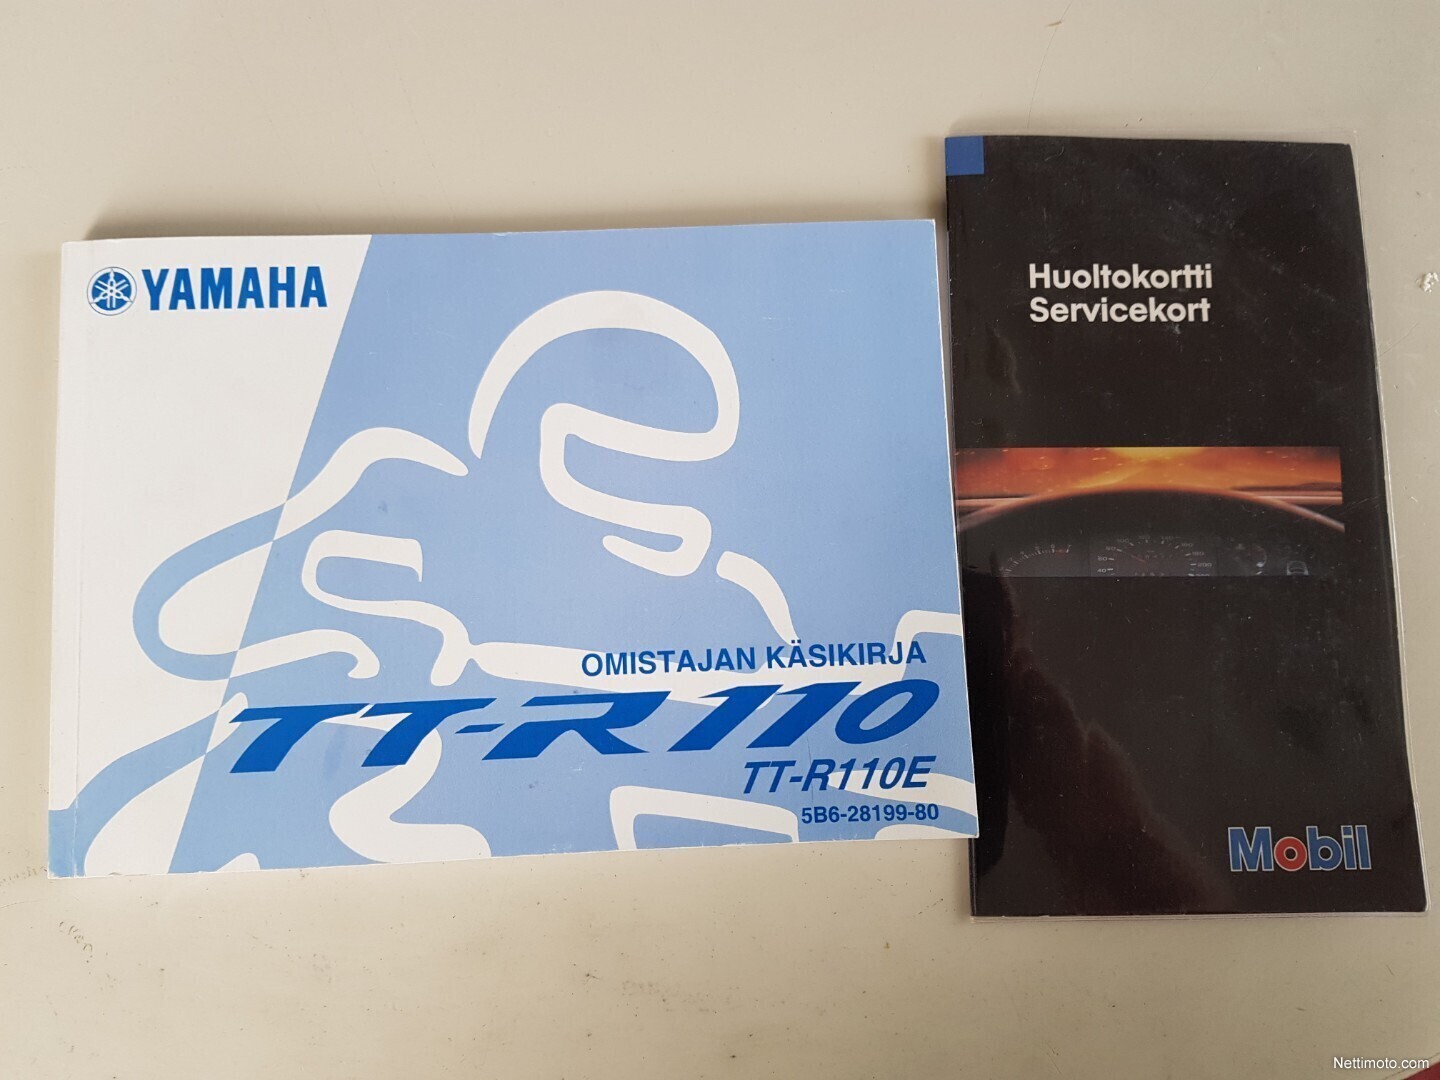 YAMAHA
OMISTAJAN KÄSIKIRJA
TT-R110
TT-R110E
5B6-28199-80
Huoltokortti
Servicekort
Mobil
Nettimoto.com